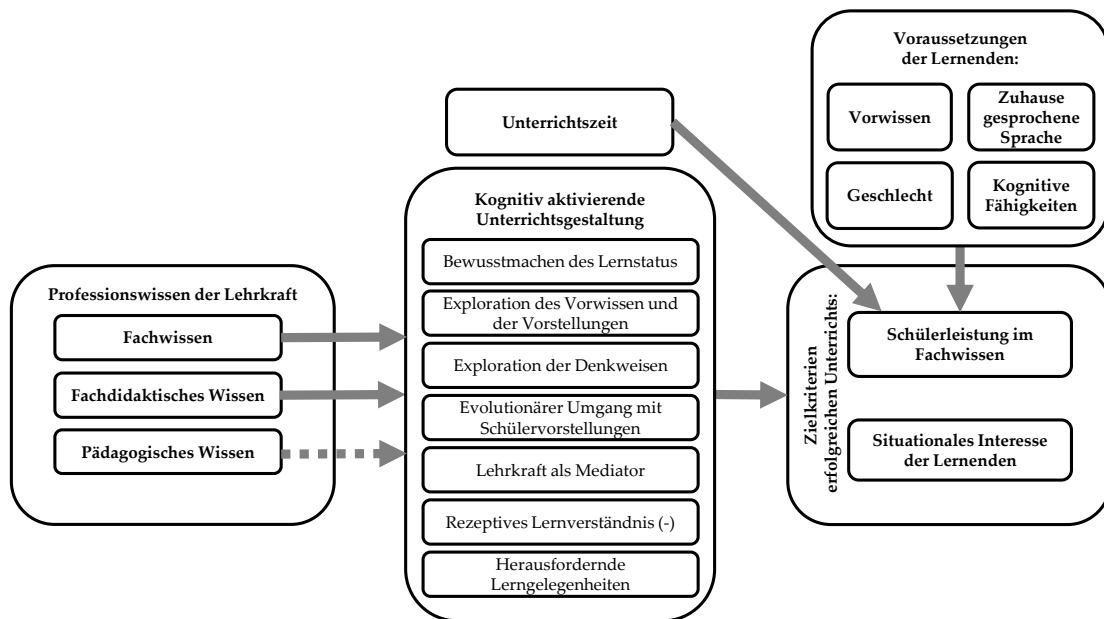 Voraussetzungen
der Lernenden:
Vorwissen
Zuhause
gesprochene
Sprache
Geschlecht
Kognitive
Fähigkeiten
Unterrichtszeit
Kognitiv aktivierende
Unterrichtsgestaltung
Bewusstmachen des Lernstatus
Exploration des Vorwissen und
der Vorstellungen
Exploration der Denkweisen
Evolutionärer Umgang mit
Schülervorstellungen
Lehrkraft als Mediator
Rezeptives Lernverständnis (-)
Herausfordernde
Lerngelegenheiten
Professionswissen der Lehrkraft
Fachwissen
Fachdidaktisches Wissen
Pädagogisches Wissen
Zielkriterien
erfolgreichen Unterrichts:
Schülerleistung im
Fachwissen
Situationales Interesse
der Lernenden